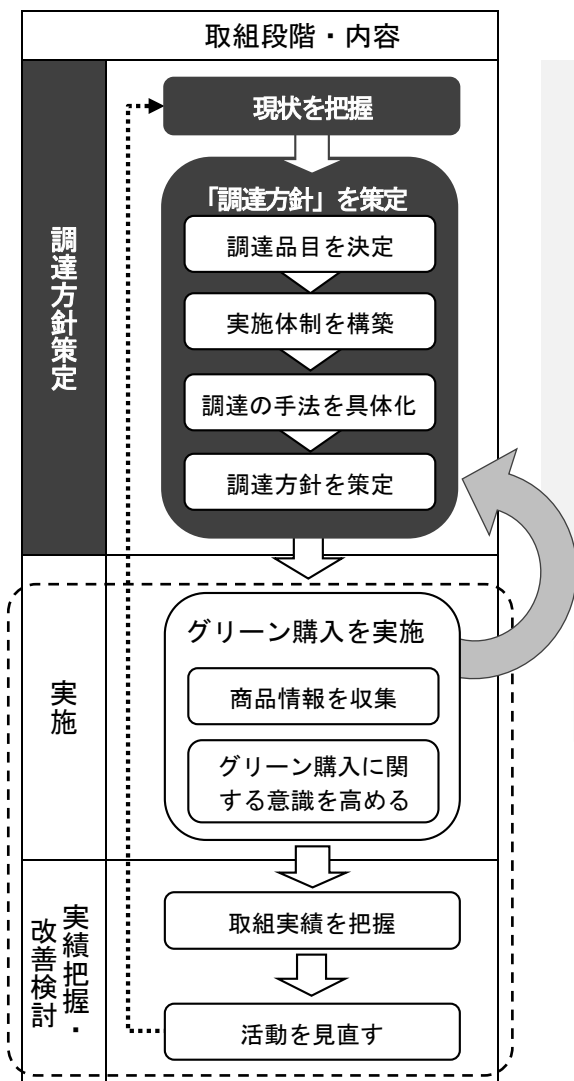 取組段階・内容
調達方針策定
現状を把握
「調達方針」を策定
調達品目を決定
実施体制を構築
調達の手法を具体化
調達方針を策定
実施
グリーン購入を実施
商品情報を収集
グリーン購入に関
する意識を高める
実績把握・
改善検討
取組実績を把握
活動を見直す